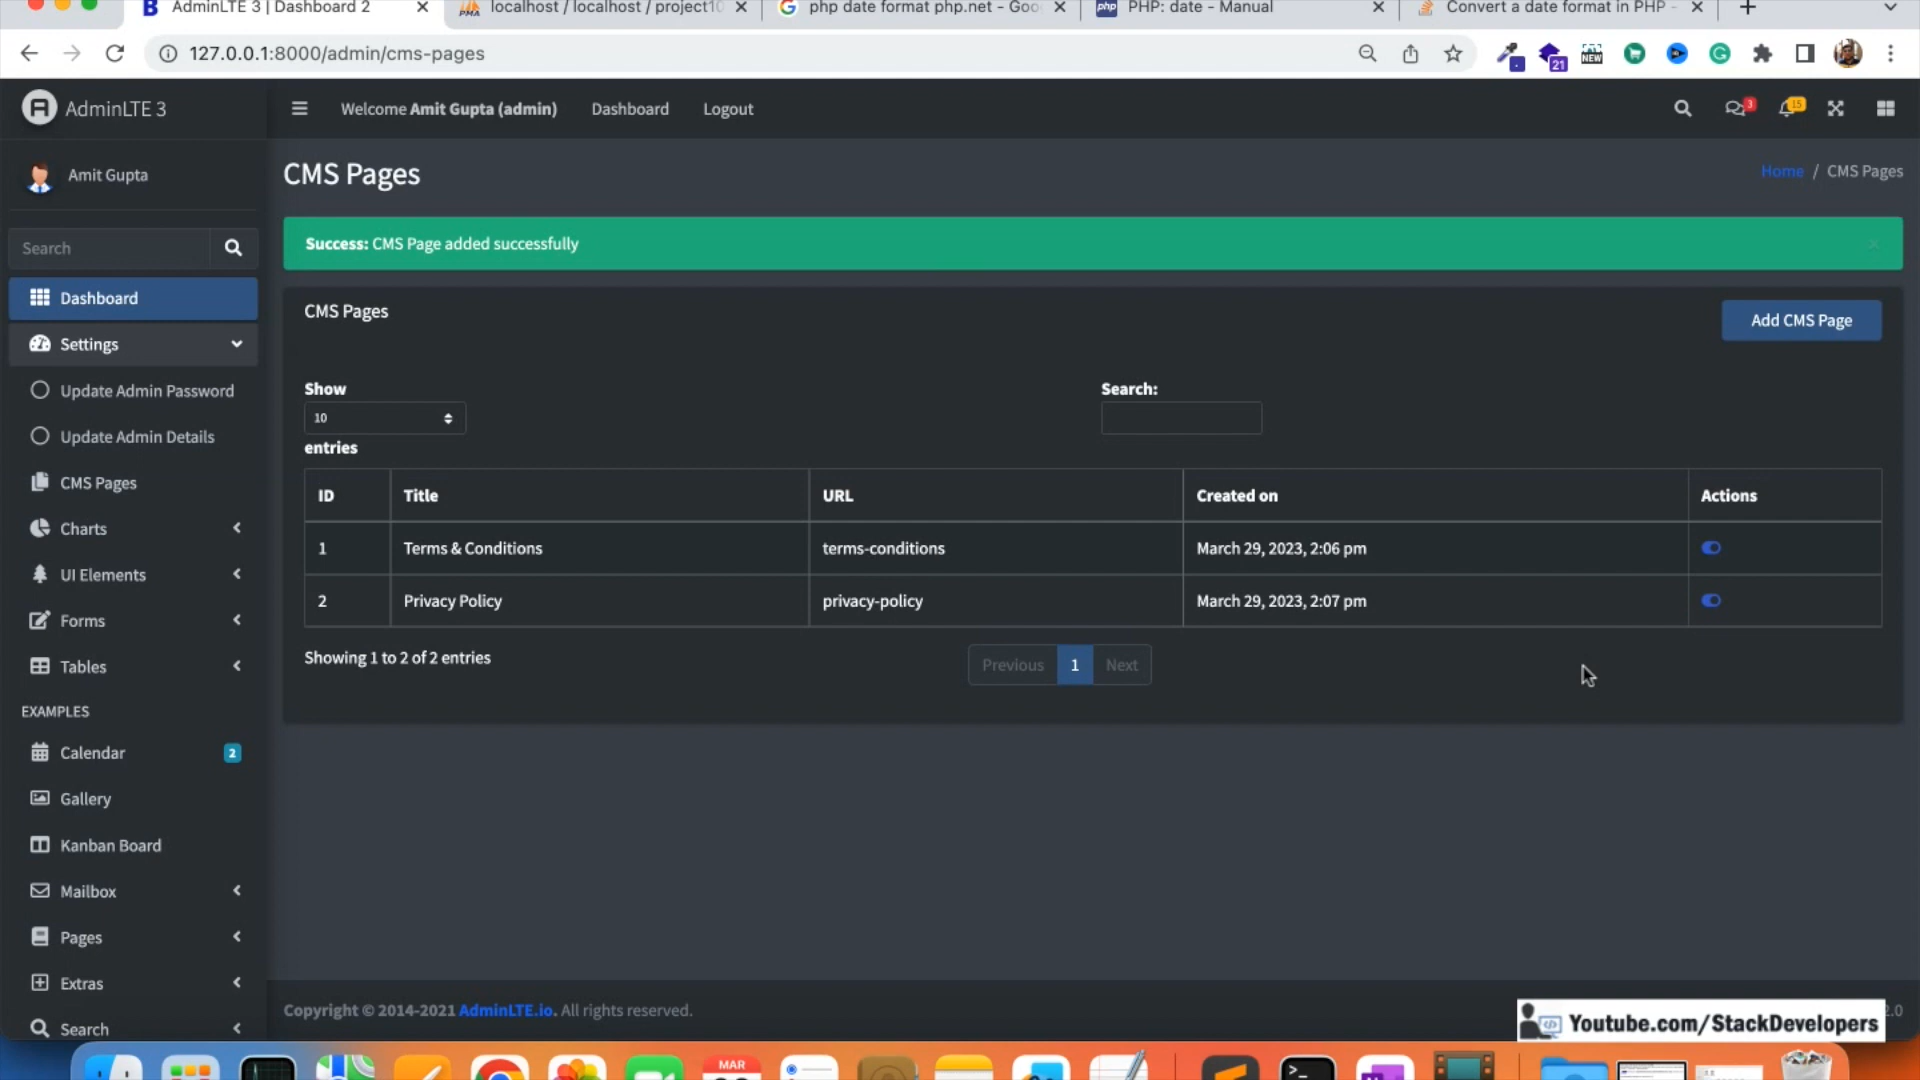 AdminLTE 3 | Dashboard 2
localhost / localhost / project10
php date format php.net - Goo
PHP: date - Manual
Convert a date format in PHP -
127.0.0.1:8000/admin/cms-pages
21
NEW
AdminLTE 3
Welcome Amit Gupta (admin)
Dashboard
Logout
3
15
Amit Gupta
CMS Pages
Home / CMS Pages
Search
Success: CMS Page added successfully
Dashboard
Settings
Update Admin Password
Update Admin Details
CMS Pages
Charts
UI Elements
Forms
Tables
EXAMPLES
Calendar
2
Gallery
Kanban Board
Mailbox
Pages
Extras
Search
CMS Pages
Add CMS Page
Show
10
entries
Search:
ID Title URL Created on Actions
1 Terms & Conditions terms-conditions March 29, 2023, 2:06 pm
2 Privacy Policy privacy-policy March 29, 2023, 2:07 pm
Showing 1 to 2 of 2 entries
Previous 1 Next
Copyright © 2014-2021 AdminLTE.io. All rights reserved.
2.0
Youtube.com/StackDevelopers
MAR